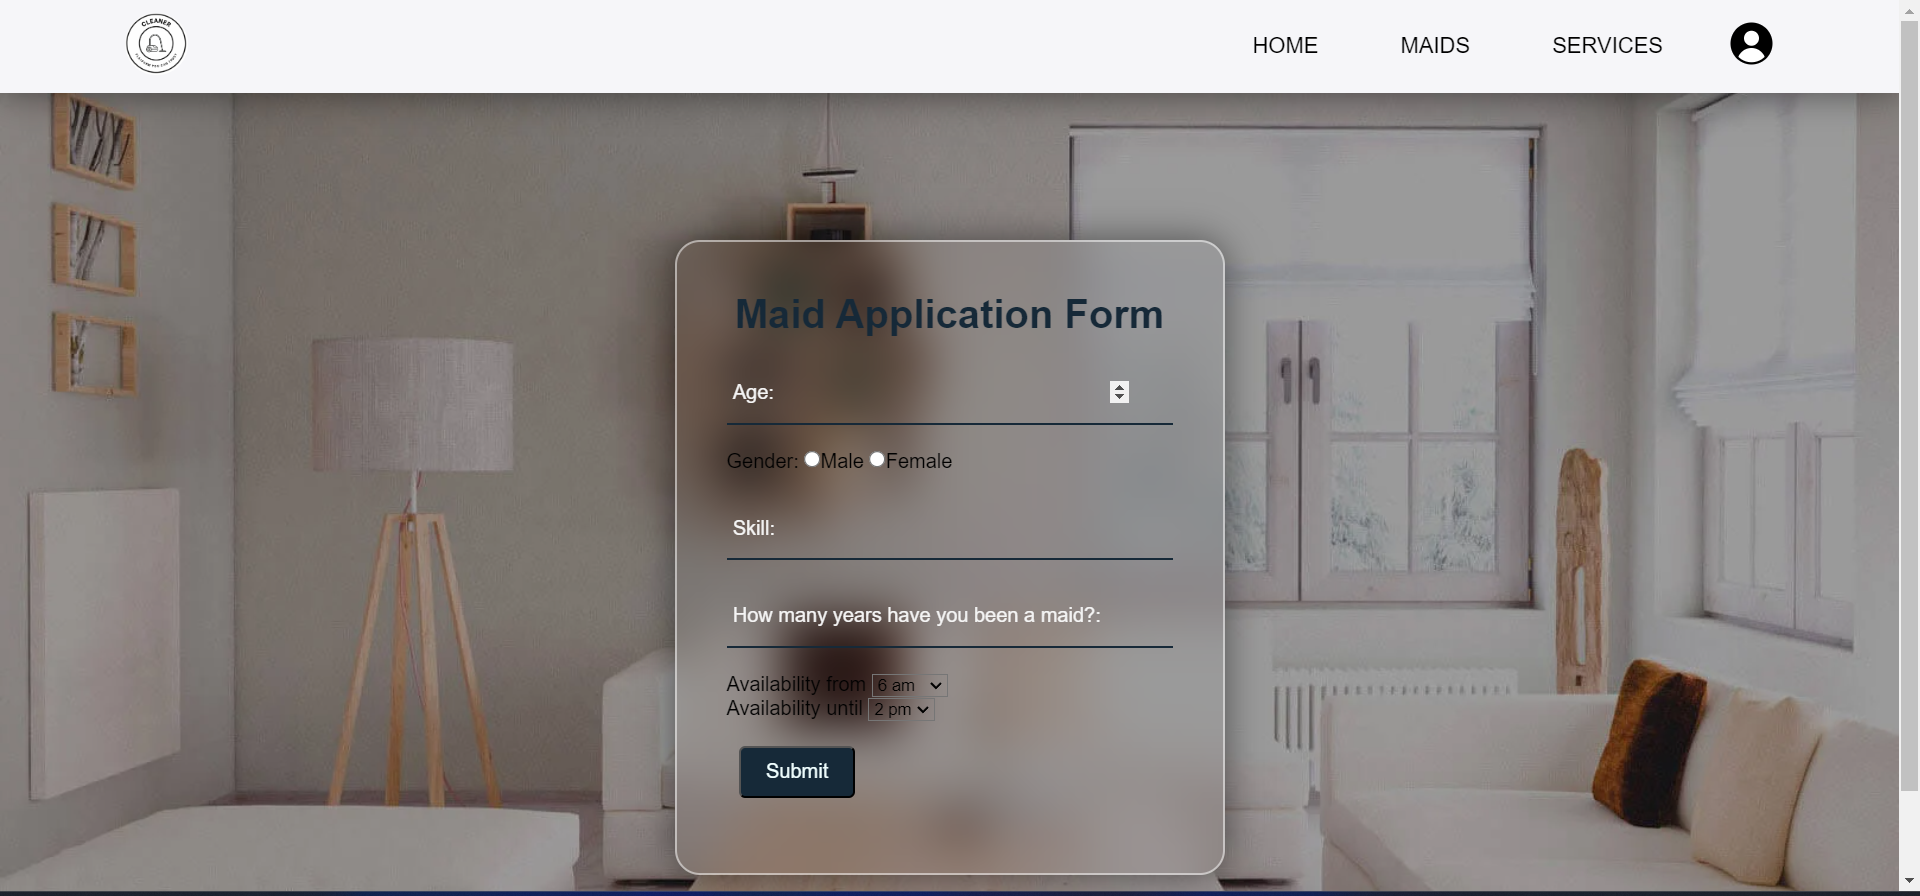 CLEANER
HOME
MAIDS
SERVICES
Maid Application Form
Age:
Gender: Male Female
Skill:
How many years have you been a maid?:
Availability from 6 am
Availability until 2 pm
Submit